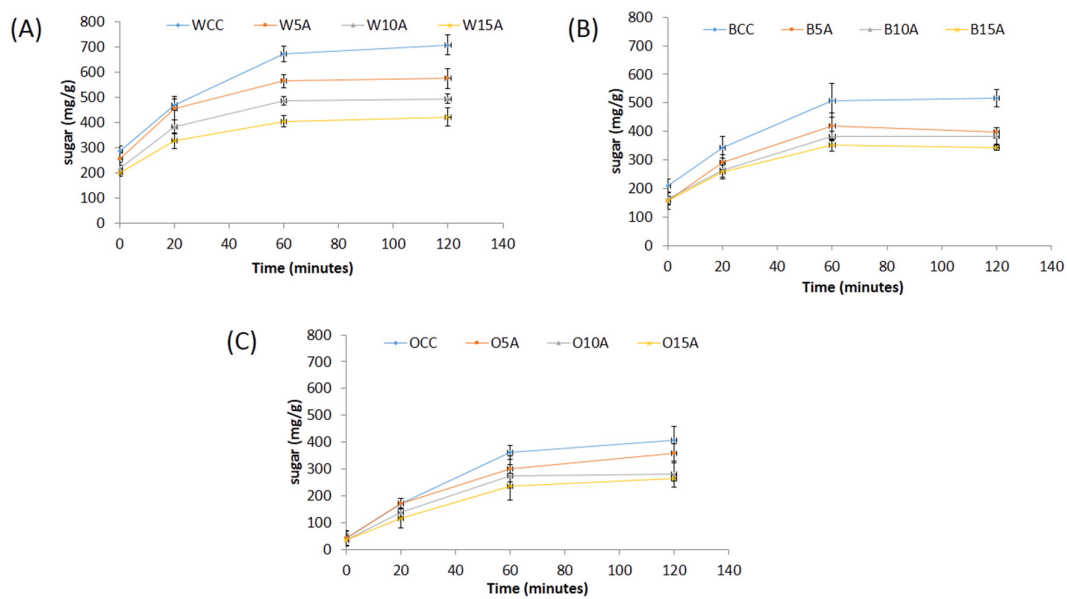 (A)
WCC W5A W10A W15A
800
700
600
500
400
300
200
100
0
sugar (mg/g)
0 20 40 60 80 100 120 140
Time (minutes)
(B)
BCC B5A B10A B15A
800
700
600
500
400
300
200
100
0
sugar (mg/g)
0 20 40 60 80 100 120 140
Time (minutes)
(C)
OCC O5A O10A O15A
800
700
600
500
400
300
200
100
0
sugar (mg/g)
0 20 40 60 80 100 120 140
Time (minutes)